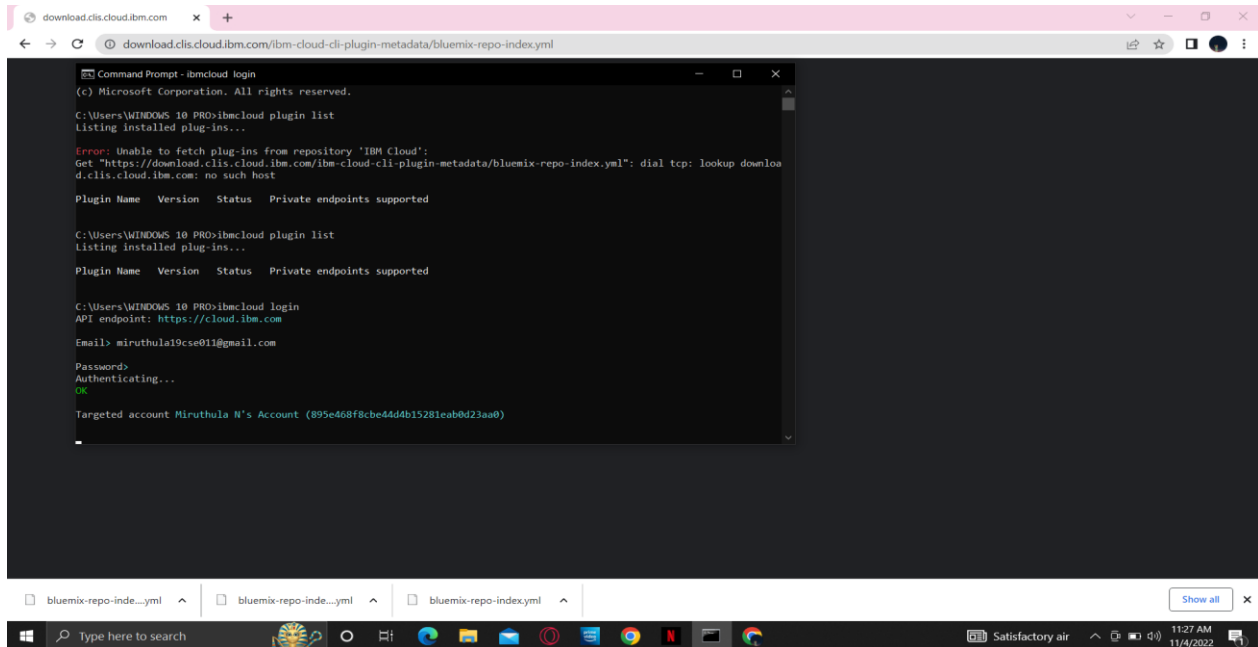 download.clis.cloud.ibm.com
download.clis.cloud.ibm.com/ibm-cloud-cli-plugin-metadata/bluemix-repo-index.yml
Command Prompt - ibmcloud login
(c) Microsoft Corporation. All rights reserved.
C:\Users\WINDOWS 10 PRO>ibmcloud plugin list
Listing installed plug-ins...
Error: Unable to fetch plug-ins from repository 'IBM Cloud':
Get "https://download.clis.cloud.ibm.com/ibm-cloud-cli-plugin-metadata/bluemix-repo-index.yml": dial tcp: lookup downloa
d.clis.cloud.ibm.com: no such host
Plugin Name Version Status Private endpoints supported
C:\Users\WINDOWS 10 PRO>ibmcloud plugin list
Listing installed plug-ins...
Plugin Name Version Status Private endpoints supported
C:\Users\WINDOWS 10 PRO>ibmcloud login
API endpoint: https://cloud.ibm.com
Email> miruthula19cse011@gmail.com
Password>
Authenticating...
OK
Targeted account Miruthula N's Account (895e468f8cbe44d4b15281eab0d23aa0)
bluemix-repo-inde....yml bluemix-repo-inde....yml bluemix-repo-index.yml Show all
Type here to search Satisfactory air 11:27 AM
11/4/2022